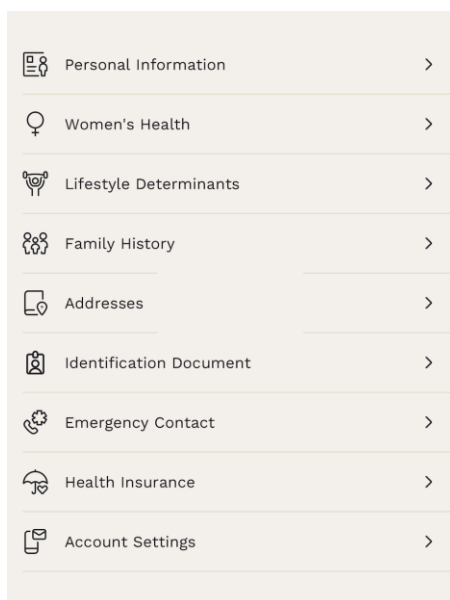 Personal Information
Women's Health
Lifestyle Determinants
Family History
Addresses
Identification Document
Emergency Contact
Health Insurance
Account Settings